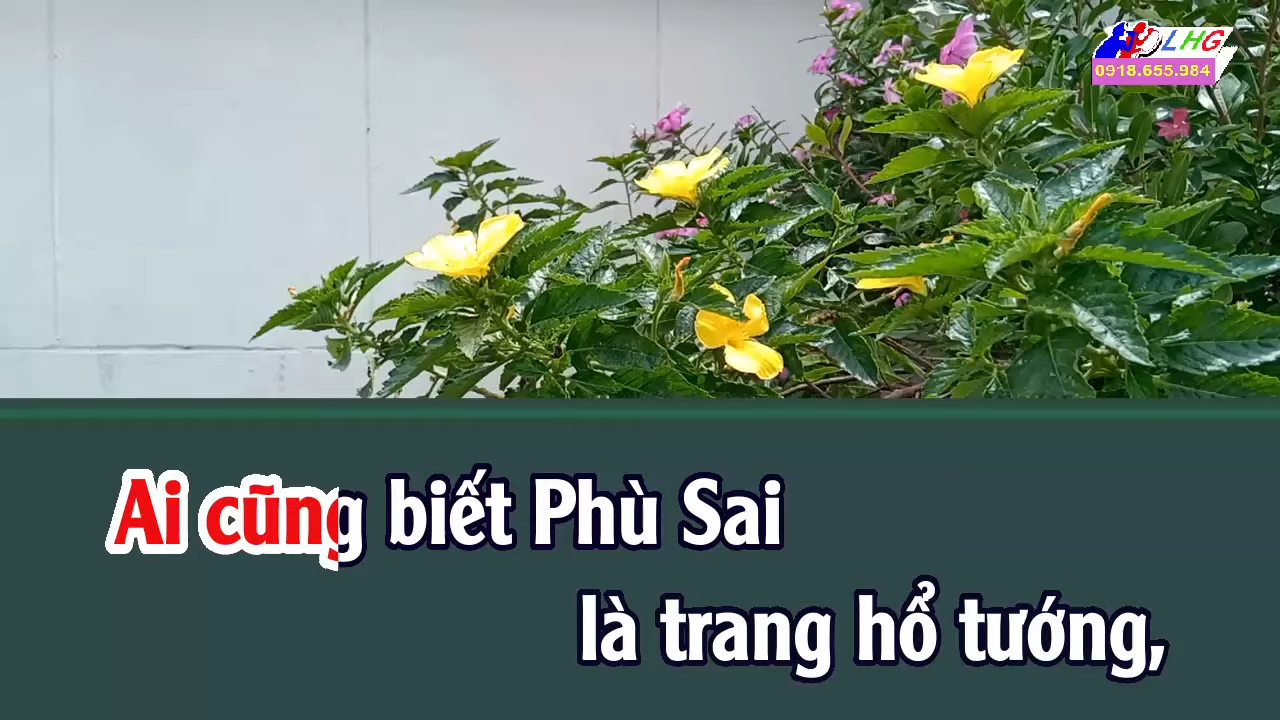 LHG
0918.655.984
Ai cũng biết Phù Sai
là trang hổ tướng,